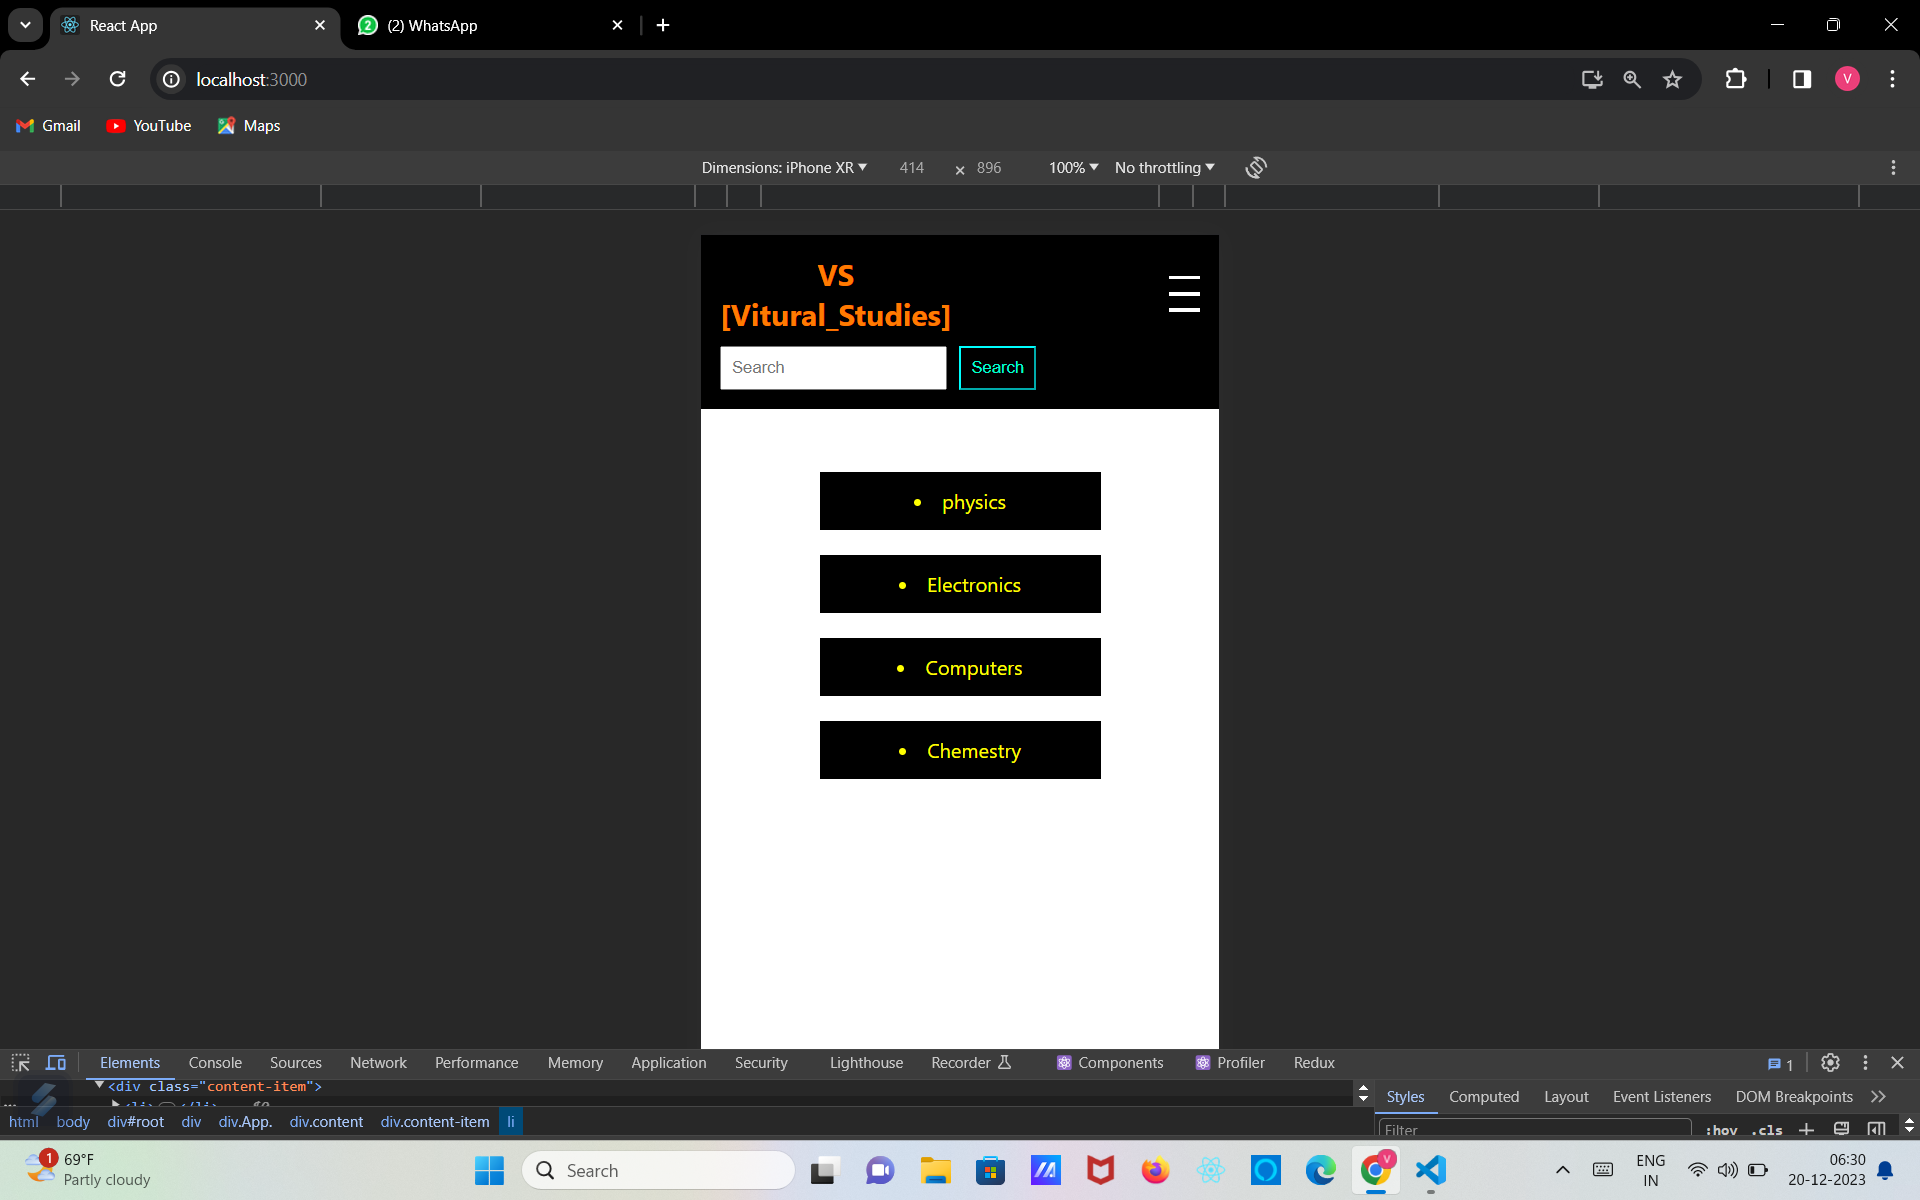 React App
2
(2) WhatsApp
localhost:3000
V
Gmail
YouTube
Maps
Dimensions: iPhone XR
414
×
896
100%
No throttling
VS
[Vitural_Studies]
Search
Search
• physics
• Electronics
• Computers
• Chemestry
Elements
Console
Sources
Network
Performance
Memory
Application
Security
Lighthouse
Recorder
Components
Profiler
Redux
1
<div class="content-item">
html
body
div#root
div
div.App.
div.content
div.content-item
li
Styles
Computed
Layout
Event Listeners
DOM Breakpoints
Filter
:hov
.cls
1
69°F
Partly cloudy
Search
V
ENG
IN
06:30
20-12-2023